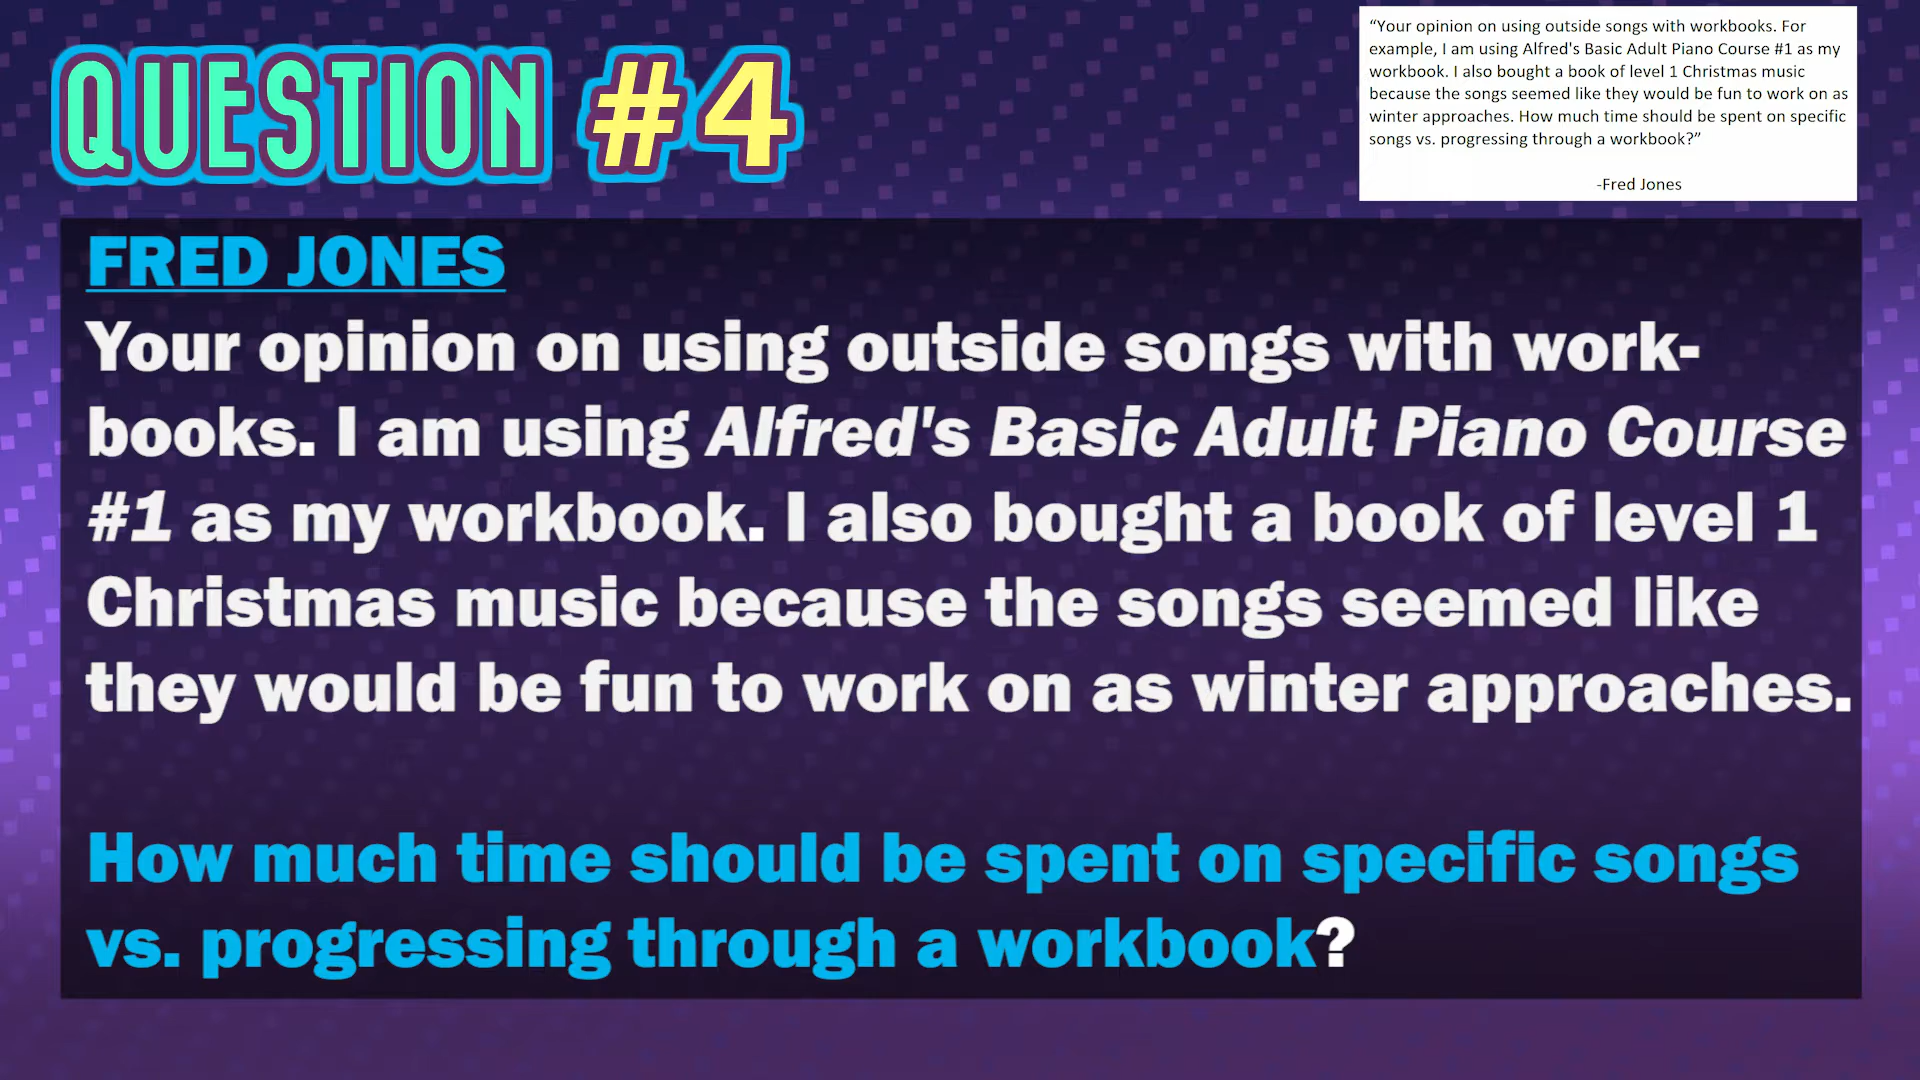 QUESTION #4
“Your opinion on using outside songs with workbooks. For
example, I am using Alfred's Basic Adult Piano Course #1 as my
workbook. I also bought a book of level 1 Christmas music
because the songs seemed like they would be fun to work on as
winter approaches. How much time should be spent on specific
songs vs. progressing through a workbook?”
-Fred Jones
FRED JONES
Your opinion on using outside songs with work-
books. I am using Alfred's Basic Adult Piano Course
#1 as my workbook. I also bought a book of level 1
Christmas music because the songs seemed like
they would be fun to work on as winter approaches.
How much time should be spent on specific songs
vs. progressing through a workbook?